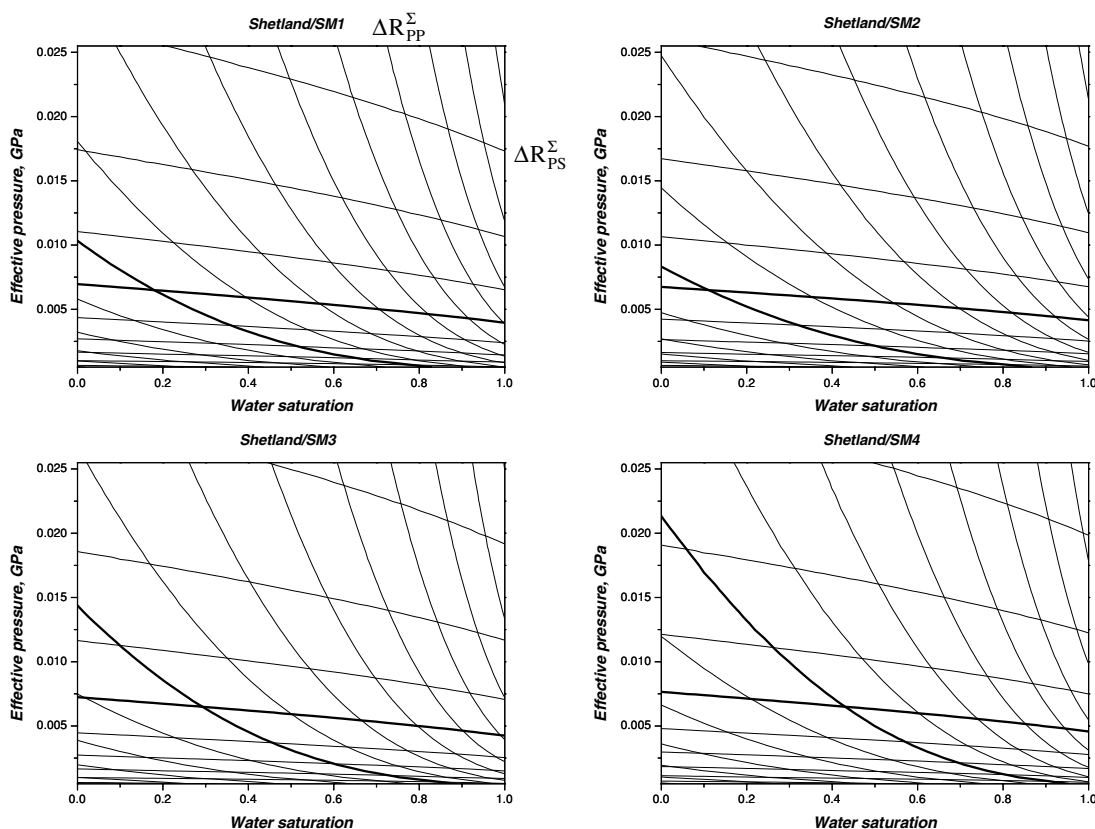 Shetland/SM1 ΔR_PP^Σ Shetland/SM2
Effective pressure, GPa
0.025
0.020
0.015
0.010
0.005
0.0 0.2 0.4 0.6 0.8 1.0
Water saturation
ΔR_PS^Σ
Effective pressure, GPa
0.025
0.020
0.015
0.010
0.005
0.0 0.2 0.4 0.6 0.8 1.0
Water saturation
Shetland/SM3
Effective pressure, GPa
0.025
0.020
0.015
0.010
0.005
0.0 0.2 0.4 0.6 0.8 1.0
Water saturation
Shetland/SM4
Effective pressure, GPa
0.025
0.020
0.015
0.010
0.005
0.0 0.2 0.4 0.6 0.8 1.0
Water saturation